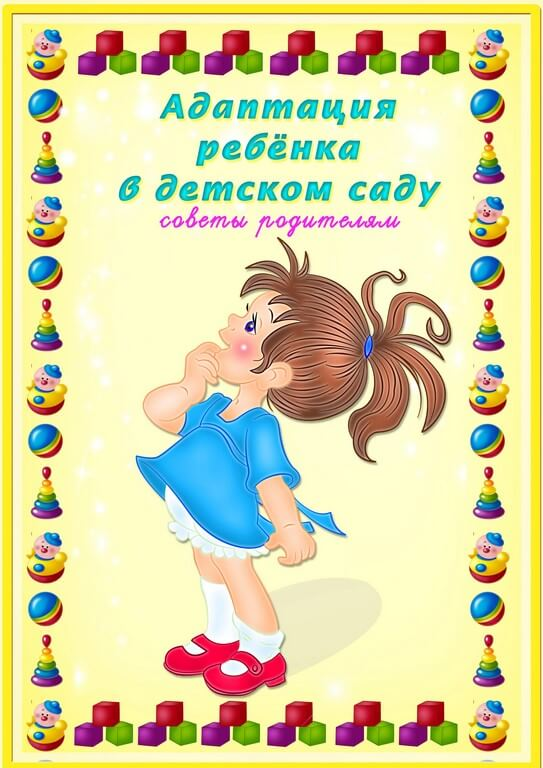 Адаптация
ребёнка
в детском саду
советы родителям